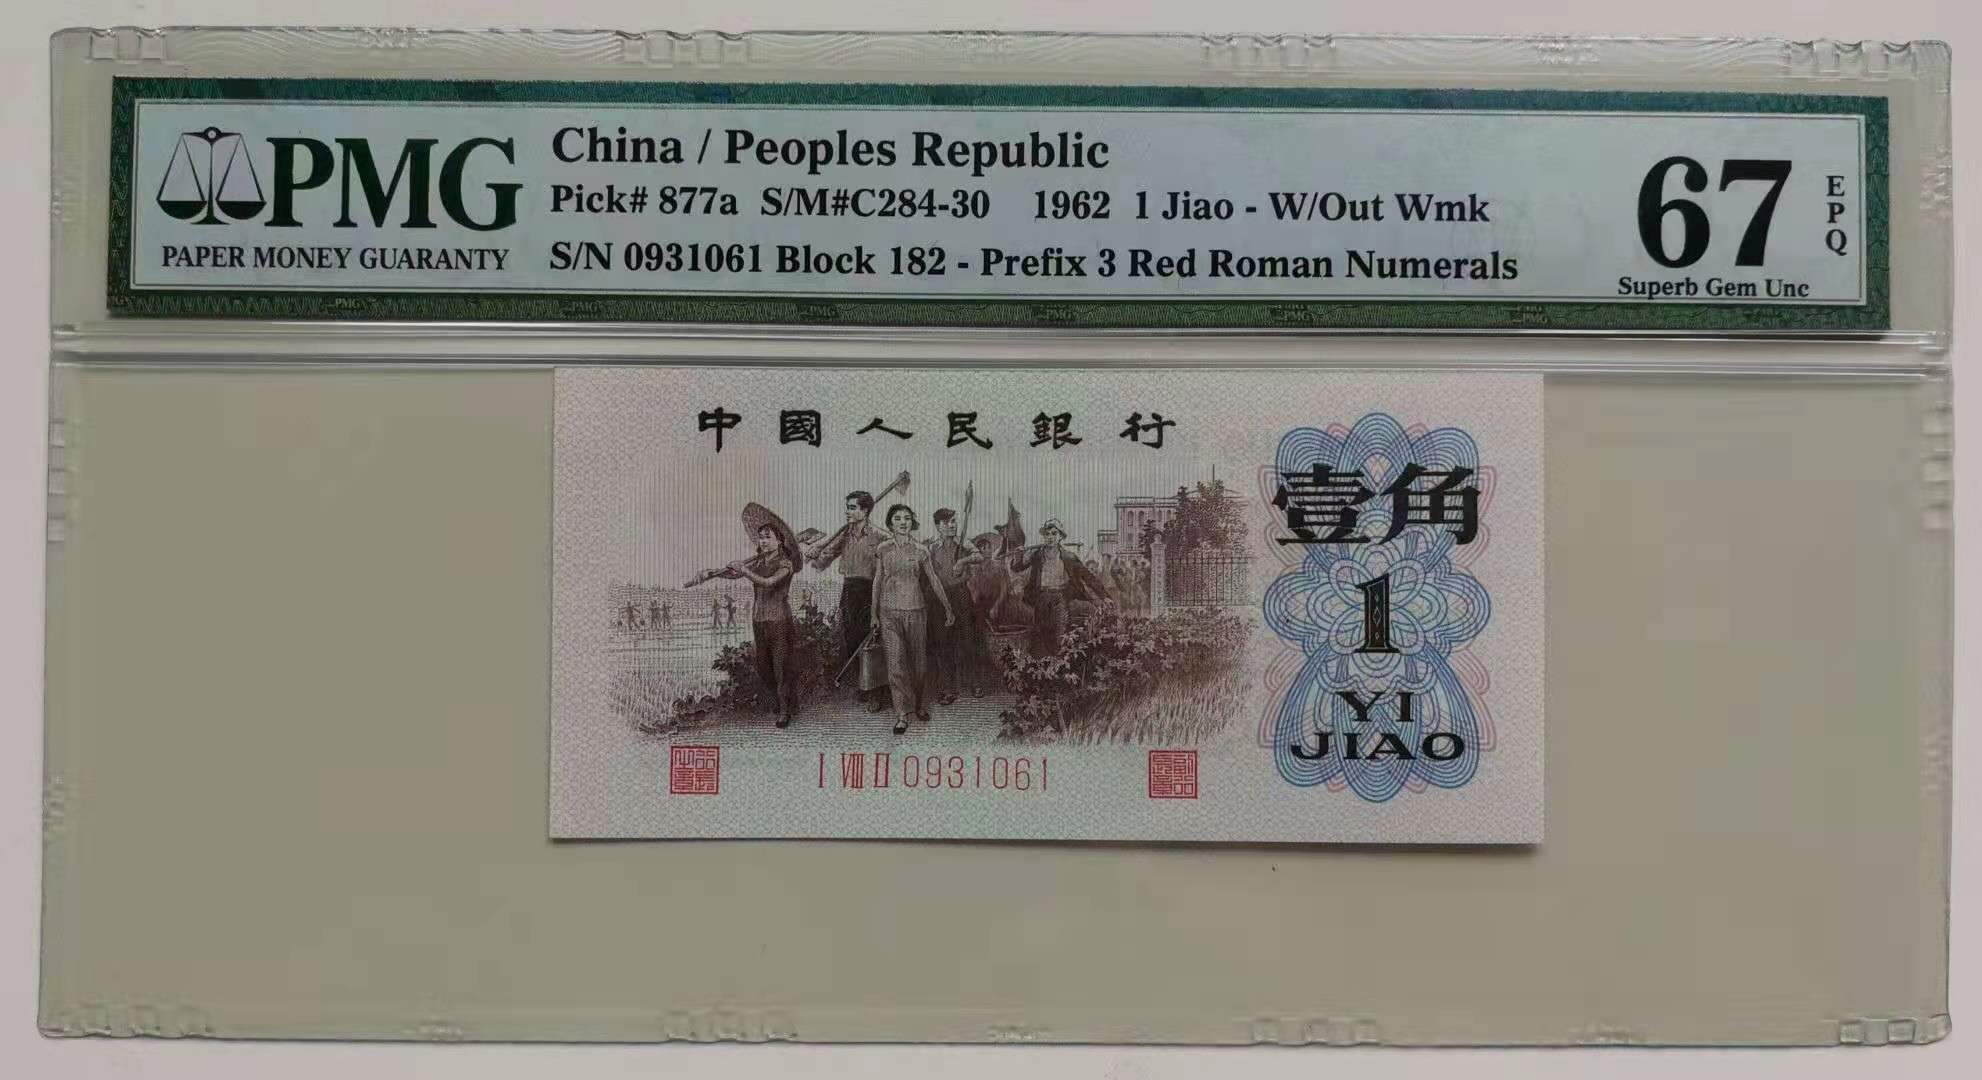 PMG
PAPER MONEY GUARANTY
China / Peoples Republic
Pick# 877a S/M#C284-30 1962 1 Jiao - W/Out Wmk
S/N 0931061 Block 182 - Prefix 3 Red Roman Numerals
67
EPQ
Superb Gem Unc
中國人民銀行
壹角
1
YI
JIAO
I VIII II 0931061